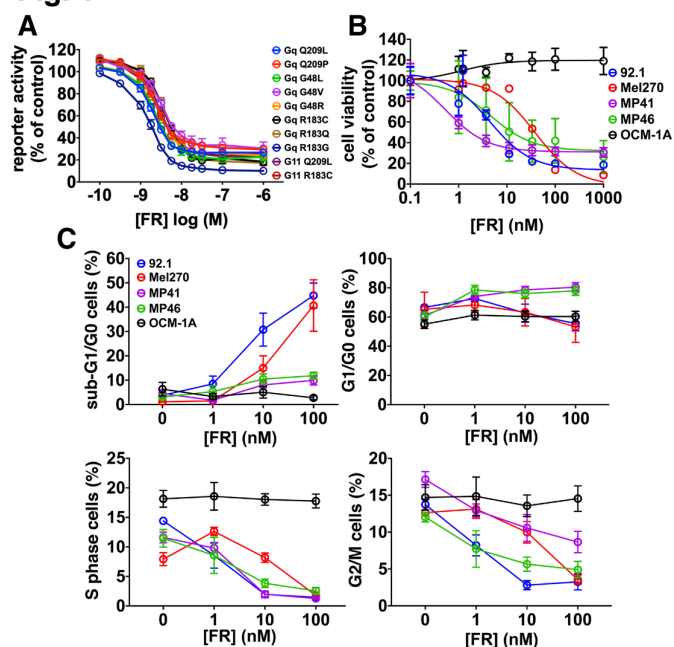 A
reporter activity
(% of control)
120
100
80
60
40
20
0
-10 -9 -8 -7 -6
[FR] log (M)
Gq Q209L
Gq Q209P
Gq G48L
Gq G48V
Gq G48R
Gq R183C
Gq R183Q
Gq R183G
G11 Q209L
G11 R183C
B
cell viability
(% of control)
140
120
100
80
60
40
20
0
0.1 1 10 100 1000
[FR] (nM)
92.1
Mel270
MP41
MP46
OCM-1A
C
sub-G1/G0 cells (%)
60
50
40
30
20
10
0
92.1
Mel270
MP41
MP46
OCM-1A
0 1 10 100
[FR] (nM)
G1/G0 cells (%)
100
80
60
40
20
0
0 1 10 100
[FR] (nM)
S phase cells (%)
25
20
15
10
5
0
0 1 10 100
[FR] (nM)
G2/M cells (%)
20
15
10
5
0
0 1 10 100
[FR] (nM)